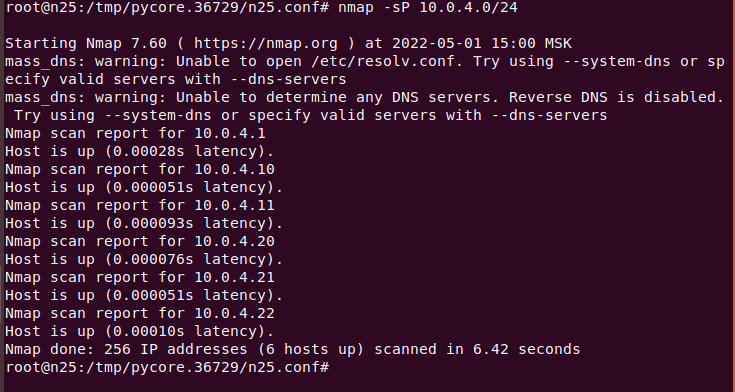 root@n25:/tmp/pycore.36729/n25.conf# nmap -sP 10.0.4.0/24
Starting Nmap 7.60 ( https://nmap.org ) at 2022-05-01 15:00 MSK
mass_dns: warning: Unable to open /etc/resolv.conf. Try using --system-dns or sp
ecify valid servers with --dns-servers
mass_dns: warning: Unable to determine any DNS servers. Reverse DNS is disabled.
 Try using --system-dns or specify valid servers with --dns-servers
Nmap scan report for 10.0.4.1
Host is up (0.00028s latency).
Nmap scan report for 10.0.4.10
Host is up (0.000051s latency).
Nmap scan report for 10.0.4.11
Host is up (0.000093s latency).
Nmap scan report for 10.0.4.20
Host is up (0.000076s latency).
Nmap scan report for 10.0.4.21
Host is up (0.000051s latency).
Nmap scan report for 10.0.4.22
Host is up (0.00010s latency).
Nmap done: 256 IP addresses (6 hosts up) scanned in 6.42 seconds
root@n25:/tmp/pycore.36729/n25.conf#